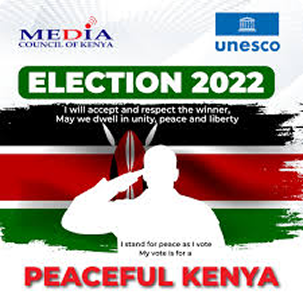 MEDIA
COUNCIL OF KENYA
unesco
ELECTION 2022
I will accept and respect the winner,
May we dwell in unity, peace and liberty
I stand for peace as I vote
My vote is for a
PEACEFUL KENYA